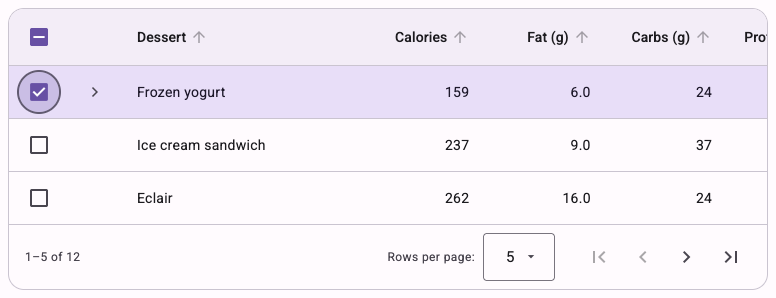 Dessert Calories Fat (g) Carbs (g) Pro
Frozen yogurt 159 6.0 24
Ice cream sandwich 237 9.0 37
Eclair 262 16.0 24
1–5 of 12 Rows per page: 5